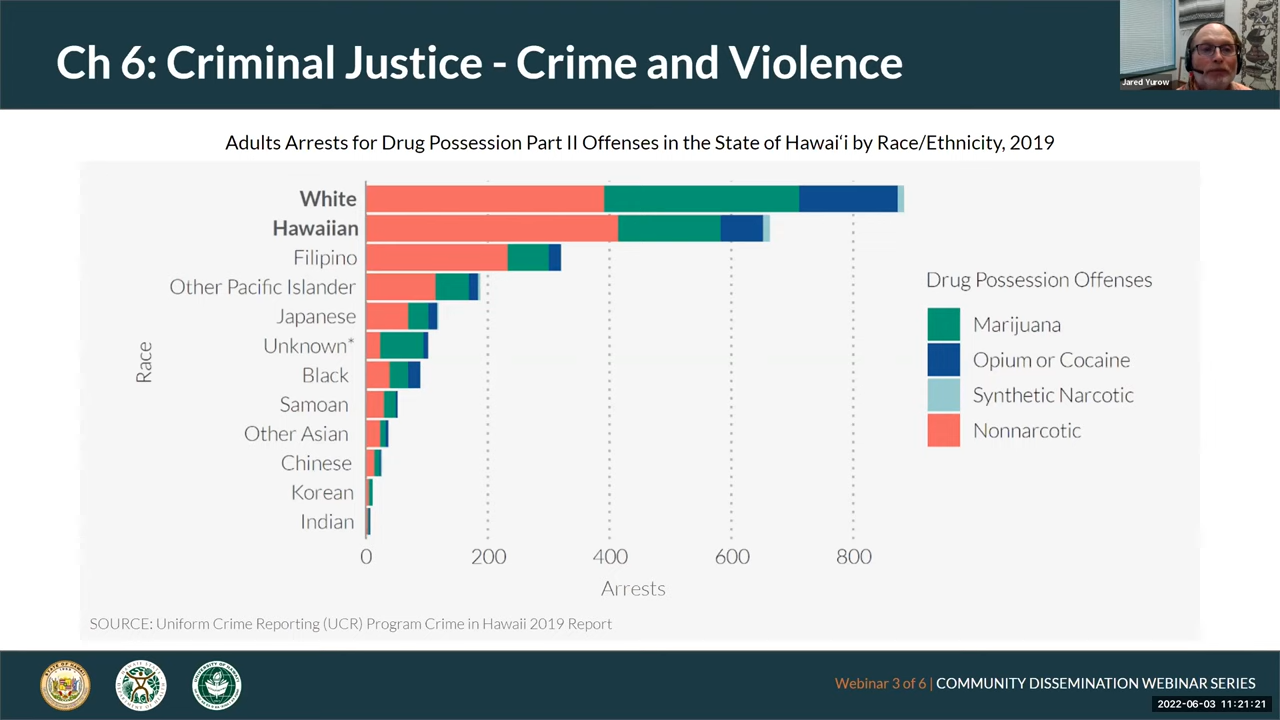 Ch 6: Criminal Justice - Crime and Violence
Jared Yurow
Adults Arrests for Drug Possession Part II Offenses in the State of Hawaiʻi by Race/Ethnicity, 2019
White
Hawaiian
Filipino
Other Pacific Islander
Japanese
Unknown*
Black
Samoan
Other Asian
Chinese
Korean
Indian
Race
0 200 400 600 800
Arrests
Drug Possession Offenses
Marijuana
Opium or Cocaine
Synthetic Narcotic
Nonnarcotic
SOURCE: Uniform Crime Reporting (UCR) Program Crime in Hawaii 2019 Report
Webinar 3 of 6 | COMMUNITY DISSEMINATION WEBINAR SERIES
2022-06-03 11:21:21